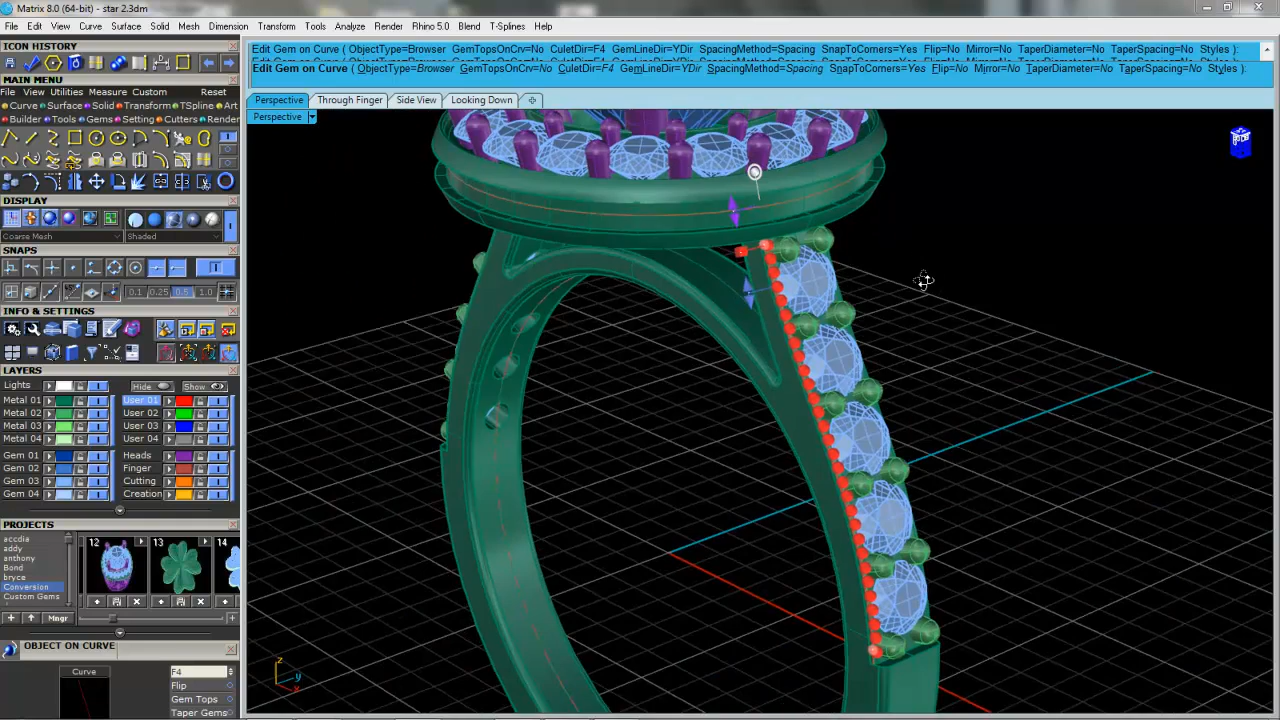 Matrix 8.0 (64-bit) - star 2.3dm
File Edit View Curve Surface Solid Mesh Dimension Transform Tools Analyze Rhino 5.0 Blend T-Splines Help
ICON HISTORY
Edit Gem on Curve ( ObjectType=Browser GemTopsOnCrv=No CuletDir=F4 GemLineDir=YDir SpacingMethod=Spacing SnapToCorners=Yes Flip=No Mirror=No TaperDiameter=No TaperSpacing=No Styles ):
Edit Gem on Curve ( ObjectType=Browser GemTopsOnCrv=No CuletDir=F4 GemLineDir=YDir SpacingMethod=Spacing SnapToCorners=Yes Flip=No Mirror=No TaperDiameter=No TaperSpacing=No Styles ):
MAIN MENU
File View Utilities Measure Custom Reset
Curve Surface Solid Transform TSpline Art
Builder Tools Gems Setting Cutters Render
Perspective Through Finger Side View Looking Down
Perspective
DISPLAY
Coarse Mesh Shaded
SNAPS
0.1 0.25 0.5 1.0
INFO & SETTINGS
LAYERS
Lights Hide Show
Metal 01 User 01
Metal 02 User 02
Metal 03 User 03
Metal 04 User 04
Gem 01 Heads
Gem 02 Finger
Gem 03 Cutting
Gem 04 Creation
PROJECTS
accdia
addy
anthony
Bond
bryce
Conversion
Custom Gems
12 13 14
Mngr
OBJECT ON CURVE
Curve
F4
Flip
Gem Tops
Taper Gems
z
y
x